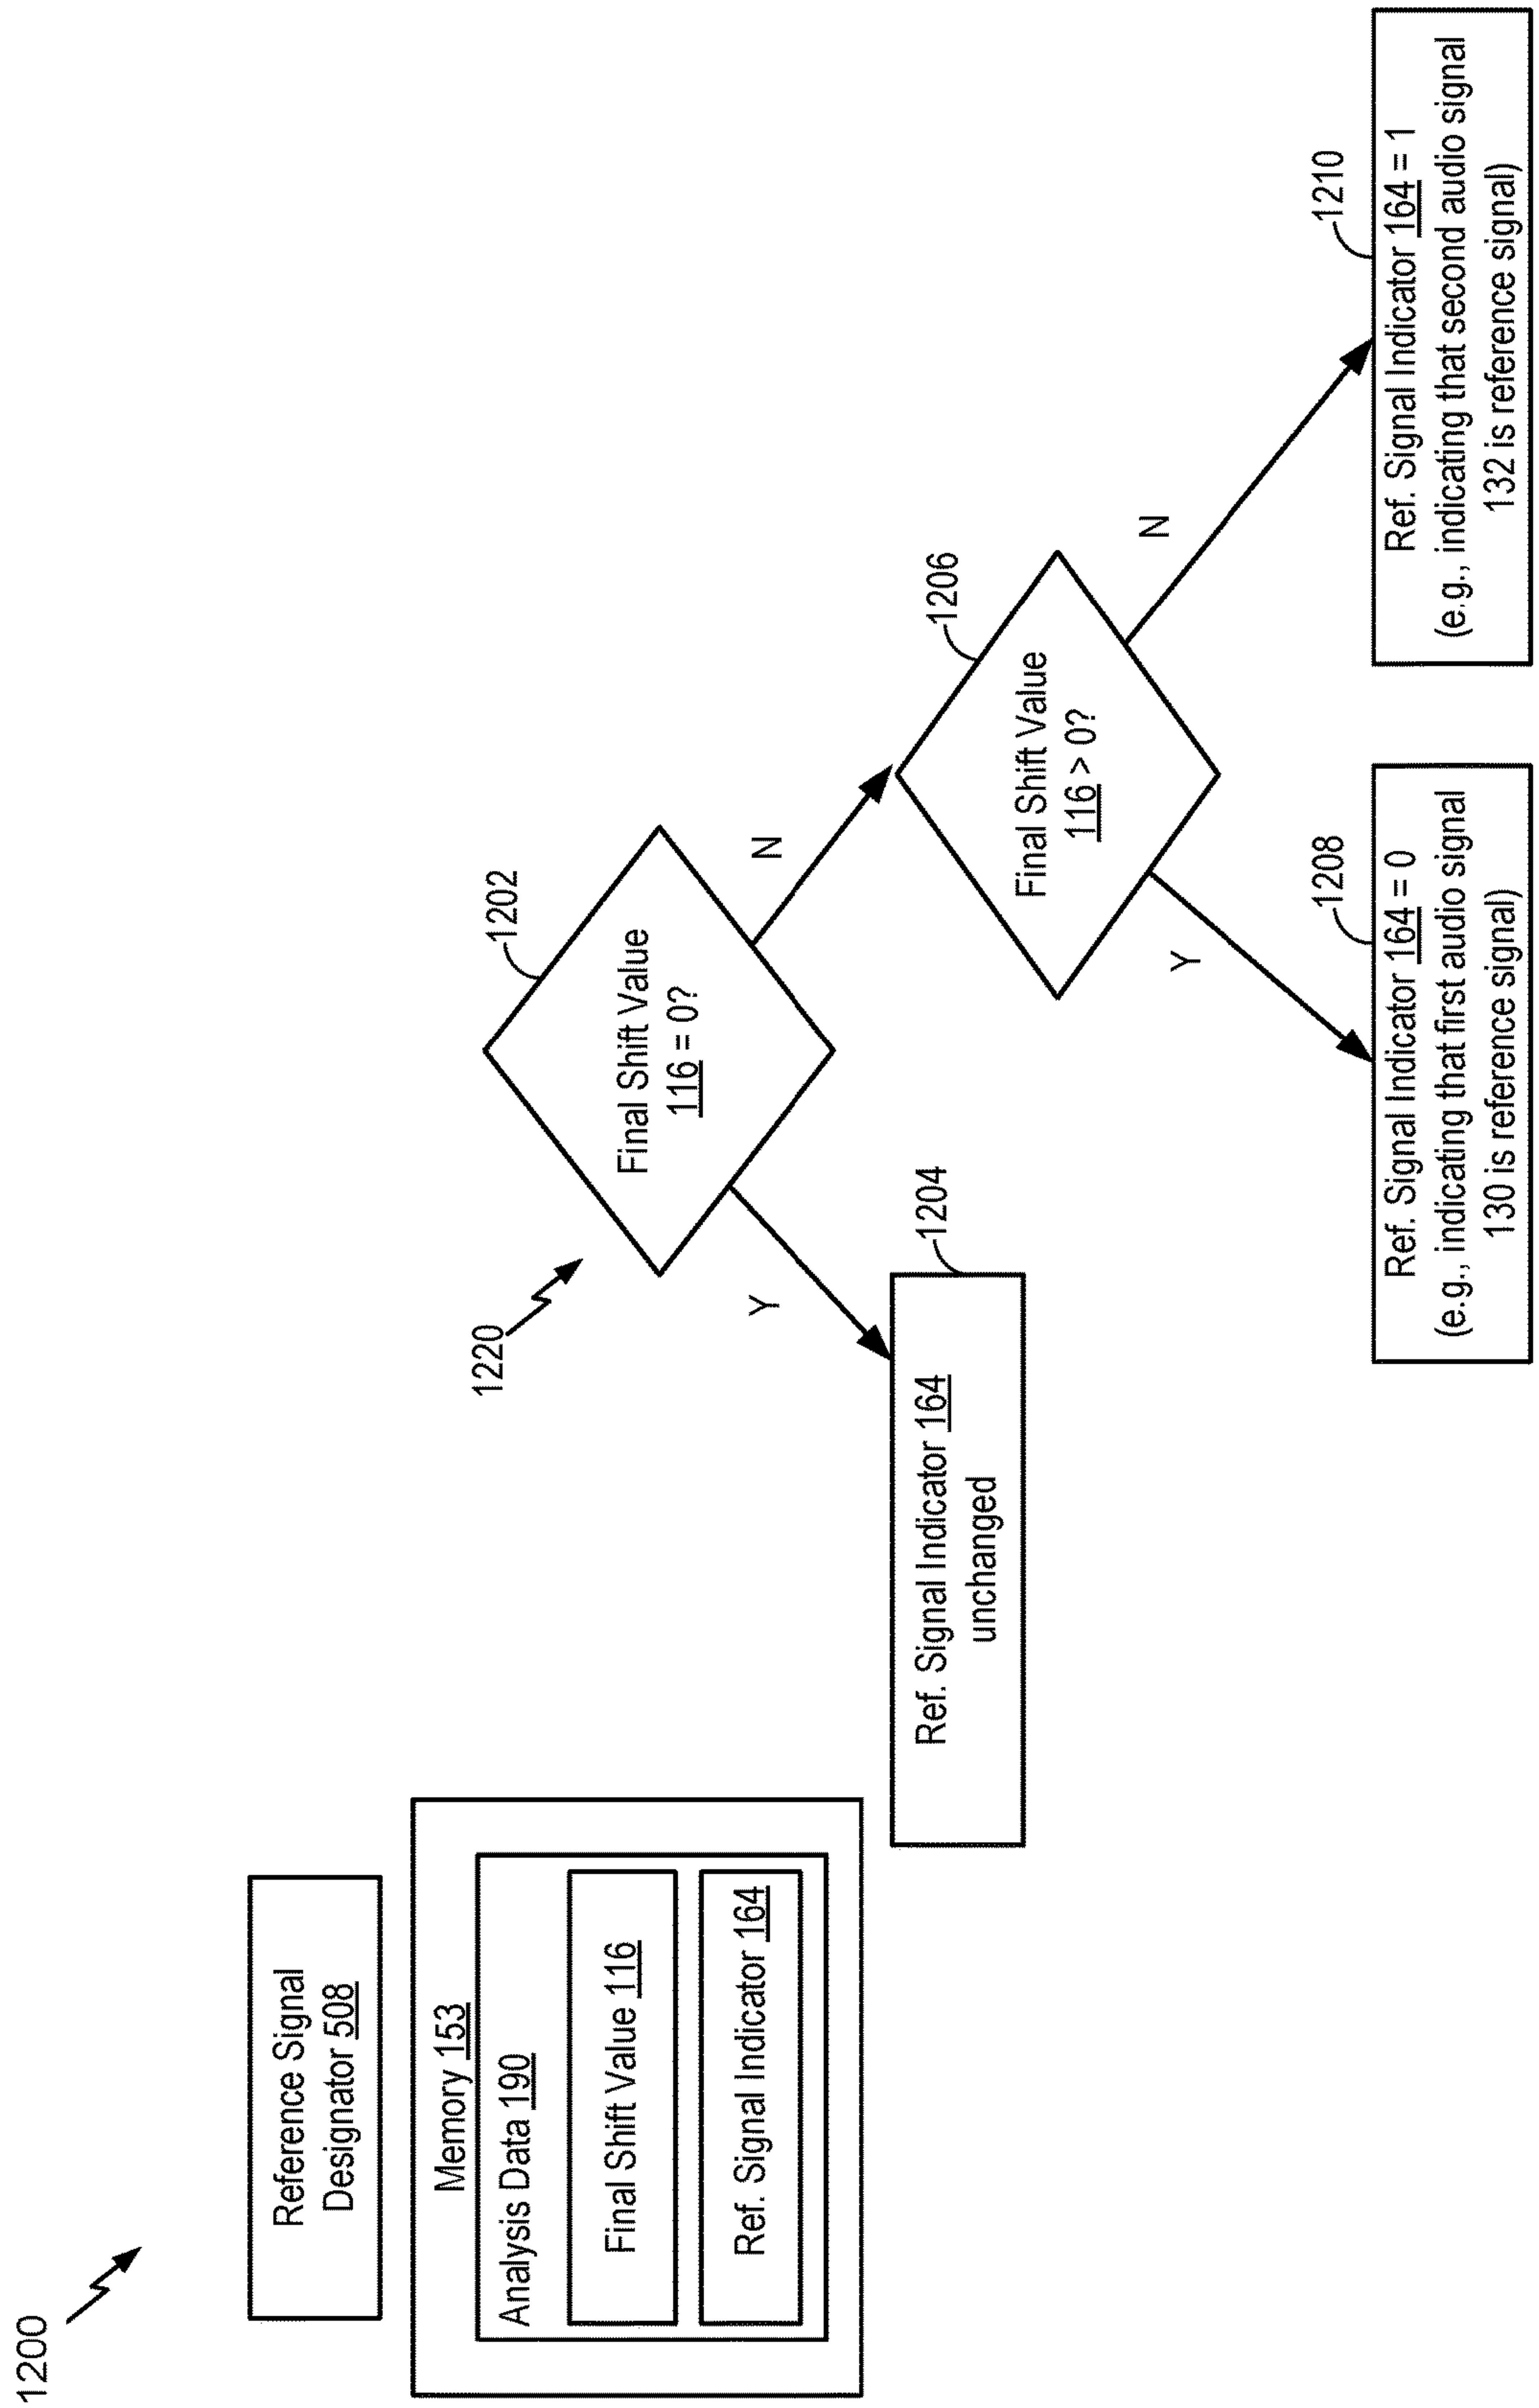 1200
Reference Signal
Designator 508
Memory 153
Analysis Data 190
Final Shift Value 116
Ref. Signal Indicator 164
1220
1202
Final Shift Value
116 = 0?
Y
N
1204
Ref. Signal Indicator 164
unchanged
1206
Final Shift Value
116 > 0?
Y
N
1208
Ref. Signal Indicator 164 = 0
(e.g., indicating that first audio signal
130 is reference signal)
1210
Ref. Signal Indicator 164 = 1
(e.g., indicating that second audio signal
132 is reference signal)